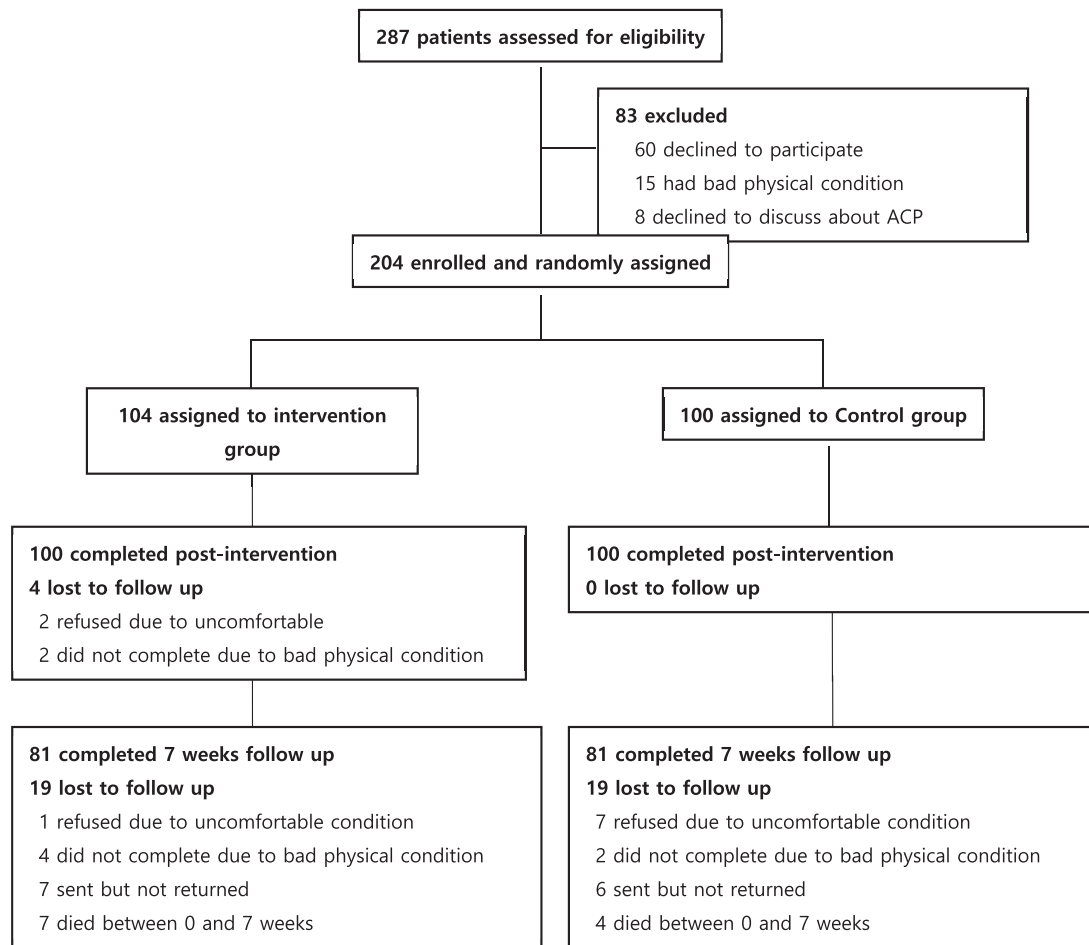 287 patients assessed for eligibility
83 excluded
60 declined to participate
15 had bad physical condition
8 declined to discuss about ACP
204 enrolled and randomly assigned
104 assigned to intervention
group
100 assigned to Control group
100 completed post-intervention
4 lost to follow up
2 refused due to uncomfortable
2 did not complete due to bad physical condition
100 completed post-intervention
0 lost to follow up
81 completed 7 weeks follow up
19 lost to follow up
1 refused due to uncomfortable condition
4 did not complete due to bad physical condition
7 sent but not returned
7 died between 0 and 7 weeks
81 completed 7 weeks follow up
19 lost to follow up
7 refused due to uncomfortable condition
2 did not complete due to bad physical condition
6 sent but not returned
4 died between 0 and 7 weeks